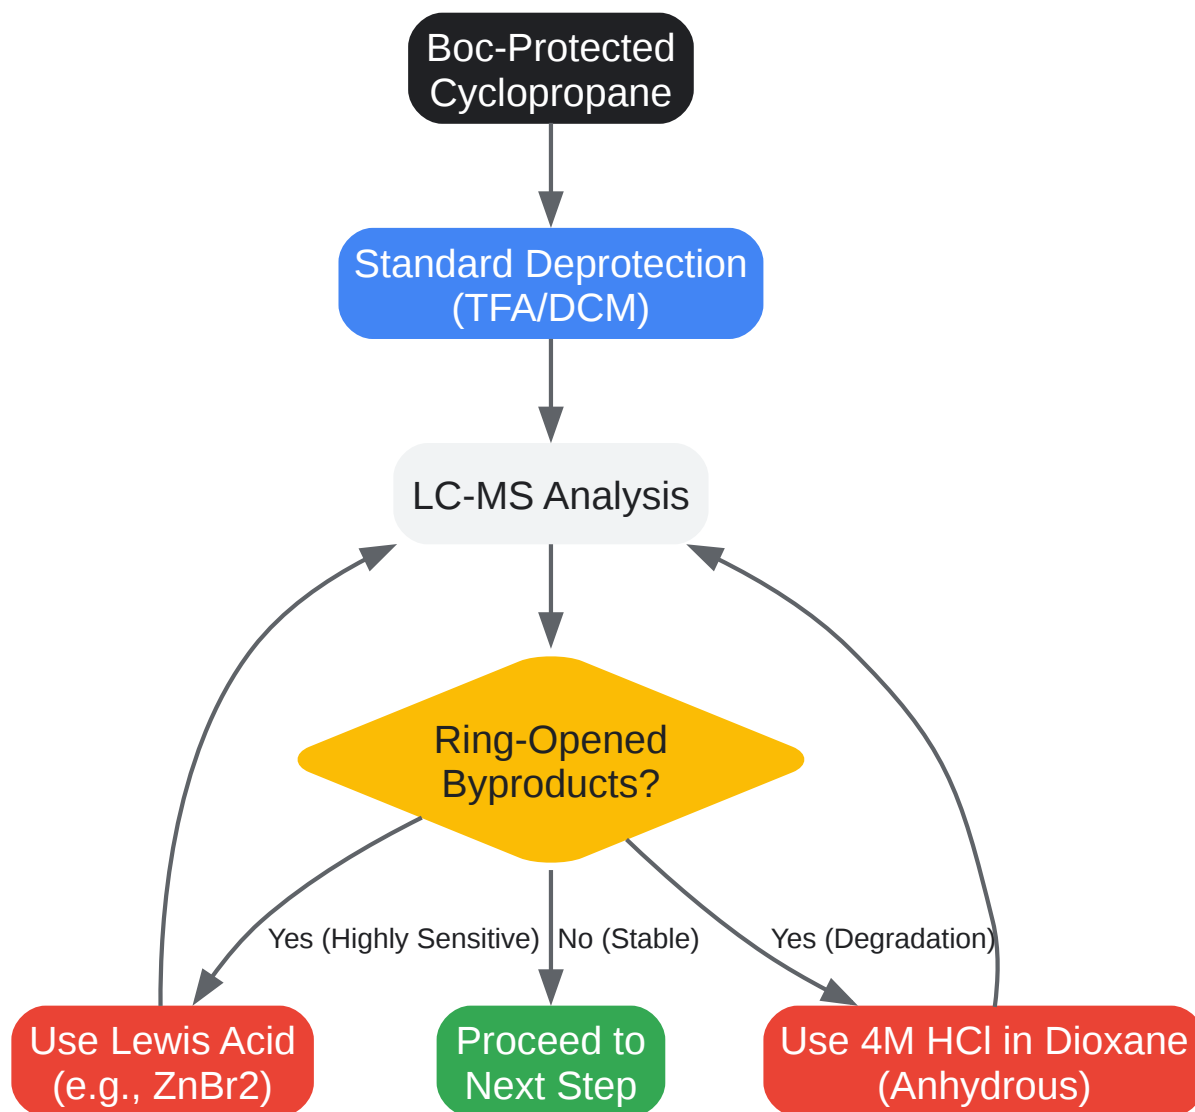 Boc-Protected
Cyclopropane
Standard Deprotection
(TFA/DCM)
LC-MS Analysis
Ring-Opened
Byproducts?
Yes (Highly Sensitive)
No (Stable)
Yes (Degradation)
Use Lewis Acid
(e.g., ZnBr2)
Proceed to
Next Step
Use 4M HCl in Dioxane
(Anhydrous)